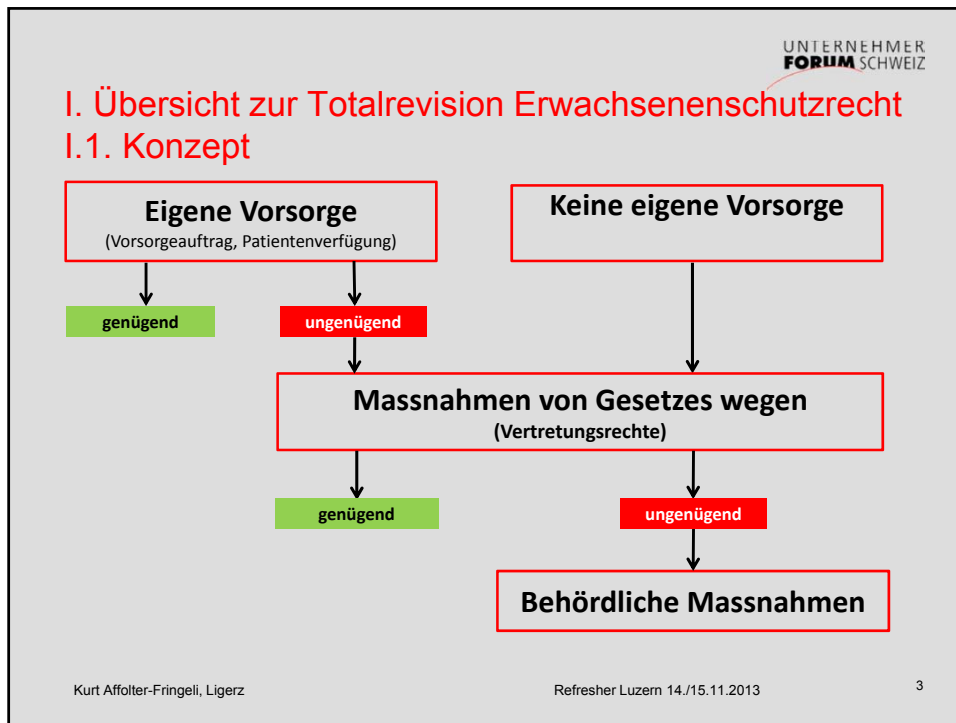 UNTERNEHMER
FORUM SCHWEIZ
I. Übersicht zur Totalrevision Erwachsenenschutzrecht
I.1. Konzept
Eigene Vorsorge
(Vorsorgeauftrag, Patientenverfügung)
Keine eigene Vorsorge
genügend
ungenügend
Massnahmen von Gesetzes wegen
(Vertretungsrechte)
genügend
ungenügend
Behördliche Massnahmen
Kurt Affolter-Fringeli, Ligerz
Refresher Luzern 14./15.11.2013
3